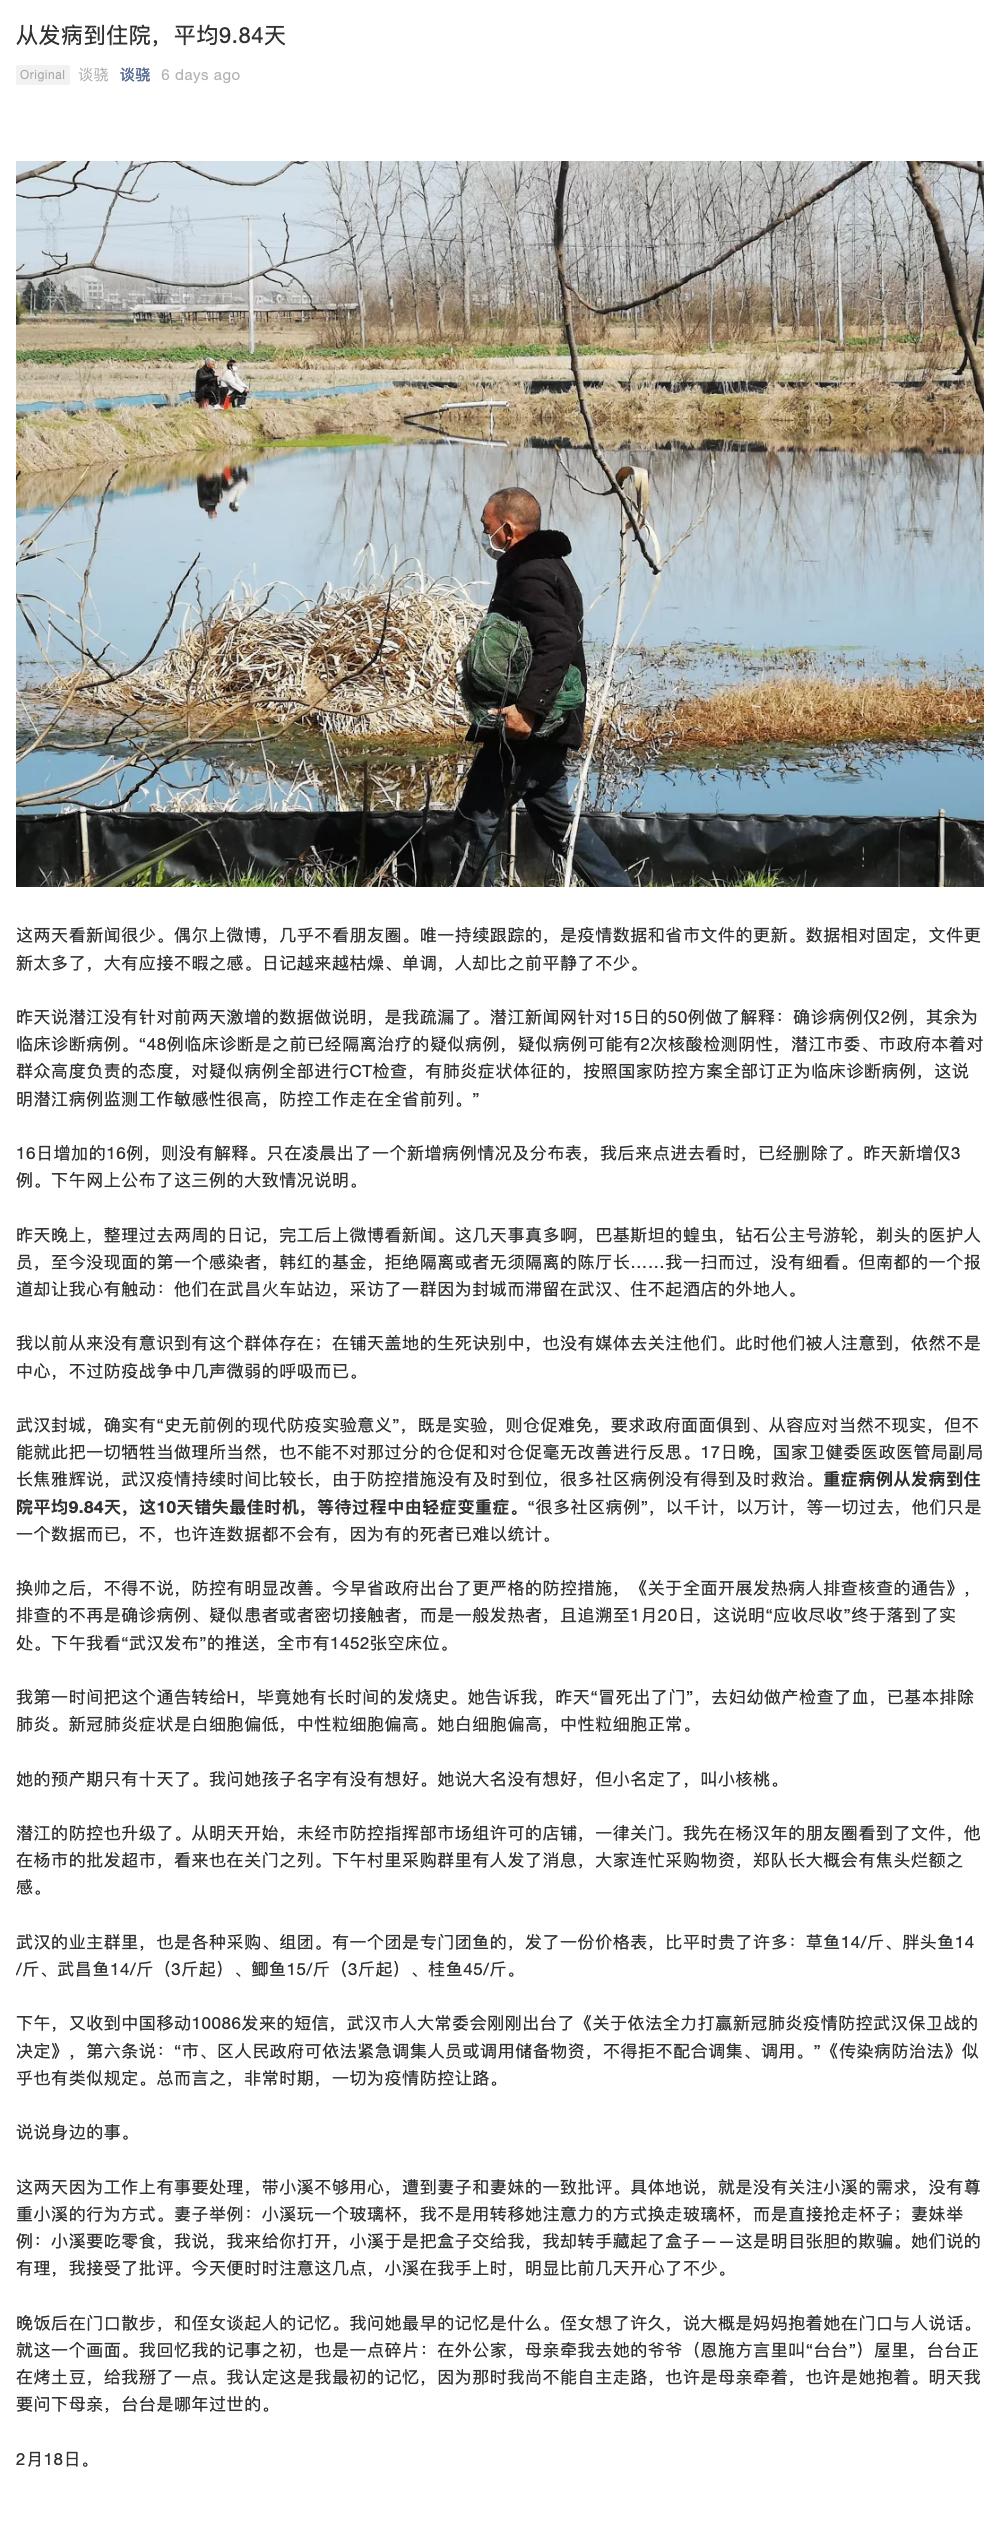 从发病到住院，平均9.84天
Original 谈骁 谈骁 6 days ago
这两天看新闻很少。偶尔上微博，几乎不看朋友圈。唯一持续跟踪的，是疫情数据和省市文件的更新。数据相对固定，文件更
新太多了，大有应接不暇之感。日记越来越枯燥、单调，人却比之前平静了不少。
昨天说潜江没有针对前两天激增的数据做说明，是我疏漏了。潜江新闻网针对15日的50例做了解释：确诊病例仅2例，其余为
临床诊断病例。“48例临床诊断是之前已经隔离治疗的疑似病例，疑似病例可能有2次核酸检测阴性，潜江市委、市政府本着对
群众高度负责的态度，对疑似病例全部进行CT检查，有肺炎症状体征的，按照国家防控方案全部订正为临床诊断病例，这说
明潜江病例监测工作敏感性很高，防控工作走在全省前列。”
16日增加的16例，则没有解释。只在凌晨出了一个新增病例情况及分布表，我后来点进去看时，已经删除了。昨天新增仅3
例。下午网上公布了这三例的大致情况说明。
昨天晚上，整理过去两周的日记，完工后上微博看新闻。这几天事真多啊，巴基斯坦的蝗虫，钻石公主号游轮，剃头的医护人
员，至今没现面的第一个感染者，韩红的基金，拒绝隔离或者无须隔离的陈厅长……我一扫而过，没有细看。但南都的一个报
道却让我心有触动：他们在武昌火车站边，采访了一群因为封城而滞留在武汉、住不起酒店的外地人。
我以前从来没有意识到有这个群体存在；在铺天盖地的生死诀别中，也没有媒体去关注他们。此时他们被人注意到，依然不是
中心，不过防疫战争中几声微弱的呼吸而已。
武汉封城，确实有“史无前例的现代防疫实验意义”，既是实验，则仓促难免，要求政府面面俱到、从容应对当然不现实，但不
能就此把一切牺牲当做理所当然，也不能不对那过分的仓促和对仓促毫无改善进行反思。17日晚，国家卫健委医政医管局副局
长焦雅辉说，武汉疫情持续时间比较长，由于防控措施没有及时到位，很多社区病例没有得到及时救治。重症病例从发病到住
院平均9.84天，这10天错失最佳时机，等待过程中由轻症变重症。“很多社区病例”，以千计，以万计，等一切过去，他们只是
一个数据而已，不，也许连数据都不会有，因为有的死者已难以统计。
换帅之后，不得不说，防控有明显改善。今早省政府出台了更严格的防控措施，《关于全面开展发热病人排查核查的通告》，
排查的不再是确诊病例、疑似患者或者密切接触者，而是一般发热者，且追溯至1月20日，这说明“应收尽收”终于落到了实
处。下午我看“武汉发布”的推送，全市有1452张空床位。
我第一时间把这个通告转给H，毕竟她有长时间的发烧史。她告诉我，昨天“冒死出了门”，去妇幼做产检查了血，已基本排除
肺炎。新冠肺炎症状是白细胞偏低，中性粒细胞偏高。她白细胞偏高，中性粒细胞正常。
她的预产期只有十天了。我问她孩子名字有没有想好。她说大名没有想好，但小名定了，叫小核桃。
潜江的防控也升级了。从明天开始，未经市防控指挥部市场组许可的店铺，一律关门。我先在杨汉年的朋友圈看到了文件，他
在杨市的批发超市，看来也在关门之列。下午村里采购群里有人发了消息，大家连忙采购物资，郑队长大概会有焦头烂额之
感。
武汉的业主群里，也是各种采购、组团。有一个团是专门团鱼的，发了一份价格表，比平时贵了许多：草鱼14/斤、胖头鱼14
/斤、武昌鱼14/斤（3斤起）、鲫鱼15/斤（3斤起）、桂鱼45/斤。
下午，又收到中国移动10086发来的短信，武汉市人大常委会刚刚出台了《关于依法全力打赢新冠肺炎疫情防控武汉保卫战的
决定》，第六条说：“市、区人民政府可依法紧急调集人员或调用储备物资，不得拒不配合调集、调用。”《传染病防治法》似
乎也有类似规定。总而言之，非常时期，一切为疫情防控让路。
说说身边的事。
这两天因为工作上有事要处理，带小溪不够用心，遭到妻子和妻妹的一致批评。具体地说，就是没有关注小溪的需求，没有尊
重小溪的行为方式。妻子举例：小溪玩一个玻璃杯，我不是用转移她注意力的方式换走玻璃杯，而是直接抢走杯子；妻妹举
例：小溪要吃零食，我说，我来给你打开，小溪于是把盒子交给我，我却转手藏起了盒子——这是明目张胆的欺骗。她们说的
有理，我接受了批评。今天便时时注意这几点，小溪在我手上时，明显比前几天开心了不少。
晚饭后在门口散步，和侄女谈起人的记忆。我问她最早的记忆是什么。侄女想了许久，说大概是妈妈抱着她在门口与人说话。
就这一个画面。我回忆我的记事之初，也是一点碎片：在外公家，母亲牵我去她的爷爷（恩施方言里叫“台台”）屋里，台台正
在烤土豆，给我掰了一点。我认定这是我最初的记忆，因为那时我尚不能自主走路，也许是母亲牵着，也许是她抱着。明天我
要问下母亲，台台是哪年过世的。
2月18日。